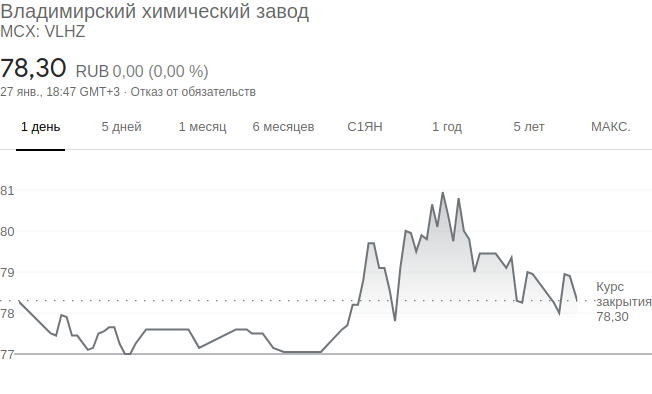 Владимирский химический завод
MCX: VLHZ
78,30 RUB 0,00 (0,00 %)
27 янв., 18:47 GMT+3 · Отказ от обязательств
1 день 5 дней 1 месяц 6 месяцев С1ЯН 1 год 5 лет МАКС.
81
80
79
78
77
Курс
закрытия
78,30